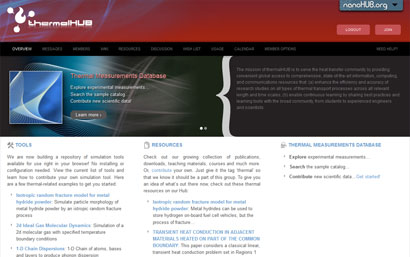 nanoHUB.org
thermalHUB
LOGOUT
JOIN
OVERVIEW MESSAGES MEMBERS WIKI RESOURCES DISCUSSION WISH LIST USAGE CALENDAR MEMBER OPTIONS NEED HELP?
Thermal Measurements Database
Explore experimental measurements...
Search the sample catalog...
Contribute new scientific data!
Learn more ›
The mission of thermalHUB is to serve the heat transfer community by providing
convenient global access to comprehensive, state-of-the-art information, computing,
and communications resources that: (a) enhance the efficiency and accuracy of
research studies on all types of thermal transport processes across all relevant
length and time scales, (b) enable continuous learning by sharing best practices and
learning tools with the broad community, from students to experienced engineers
and scientists.
TOOLS
We are now building a repository of simulation tools
available for use right in your browser! No installing or
configuration needed. View the current list of tools and
learn how to contribute your own simulation tool. Here
are a few thermal-related examples to get you started:
Isotropic random fracture model for metal
hydride powder: Simulate particle morphology of
metal hydride powder by an isotropic random fracture
process
2d Meat Gas Molecular Dynamics: Simulation of a
2d molecular gas with specified temperature
boundary conditions
1-D Chain Dispersion: 1-D Chain of atoms, bases
and layers to produce phonon dispersion
RESOURCES
Check out our growing collection of publications,
downloads, teaching materials, courses and much more.
Or, contribute your own. Just give it the tag 'thermal' so
that we know it should be a part of this group. To give you
an idea of what's out there now, check out these thermal
resources on our Hub:
Isotropic random fracture model for metal
hydride powder: Metal hydrides can be used to
store hydrogen on-board fuel cell vehicles, but the
process of fracture...
TRANSIENT HEAT CONDUCTION IN ADJACENT
MATERIALS HEATED ON PART OF THE COMMON
BOUNDARY: This paper considers a classical linear,
transient heat conduction problem set in Regions 1
THERMAL MEASUREMENTS DATABASE
Explore experimental measurements...
Search the sample catalog...
Contribute new scientific data...Get started!